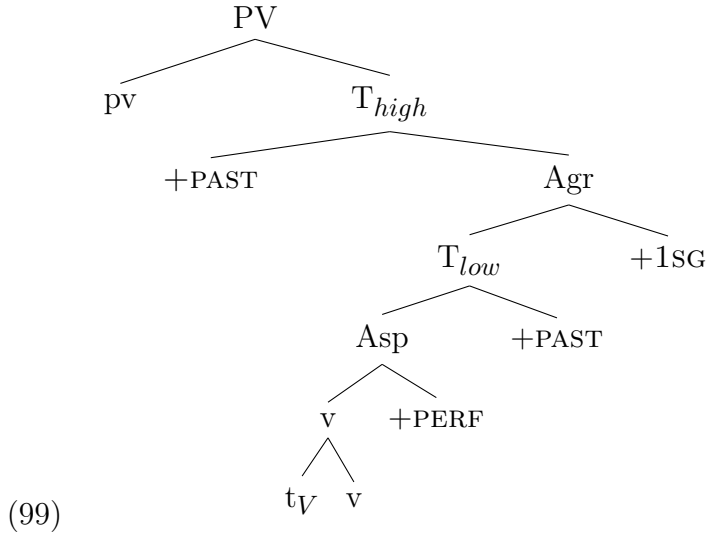 PV
pv T_high
+PAST Agr
T_low +1SG
Asp +PAST
v +PERF
(99) t_V v